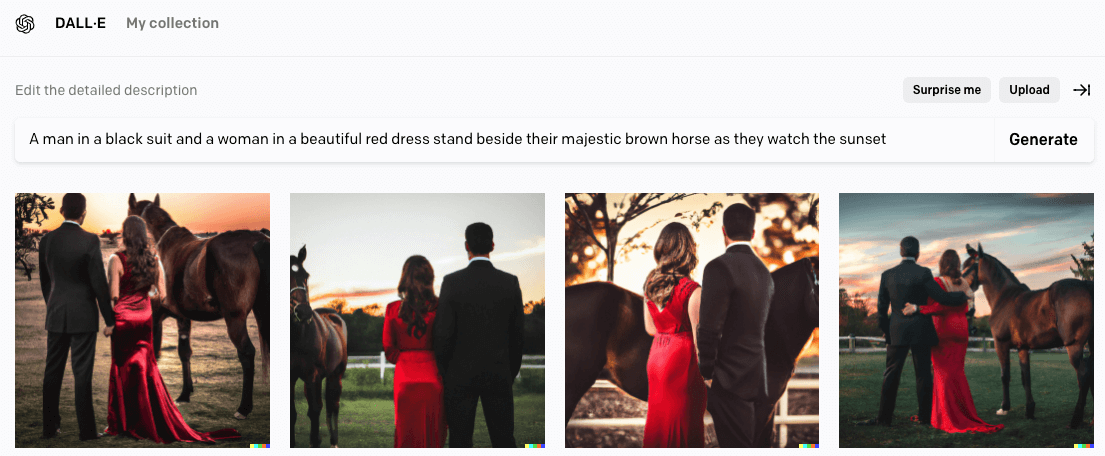 DALL·E My collection
Edit the detailed description
Surprise me
Upload
A man in a black suit and a woman in a beautiful red dress stand beside their majestic brown horse as they watch the sunset
Generate